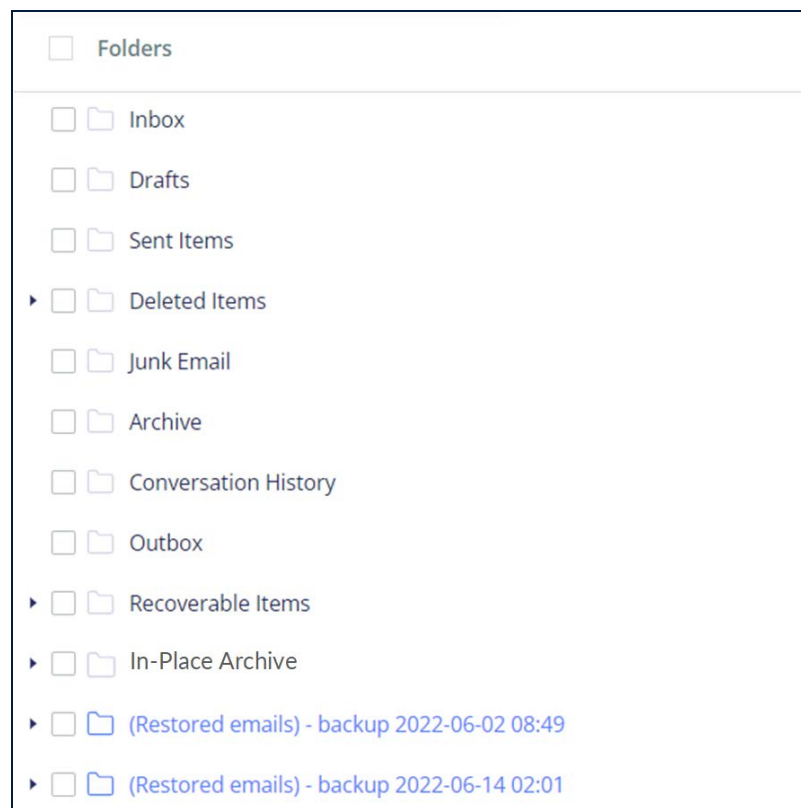 Folders
Inbox
Drafts
Sent Items
Deleted Items
Junk Email
Archive
Conversation History
Outbox
Recoverable Items
In-Place Archive
(Restored emails) - backup 2022-06-02 08:49
(Restored emails) - backup 2022-06-14 02:01